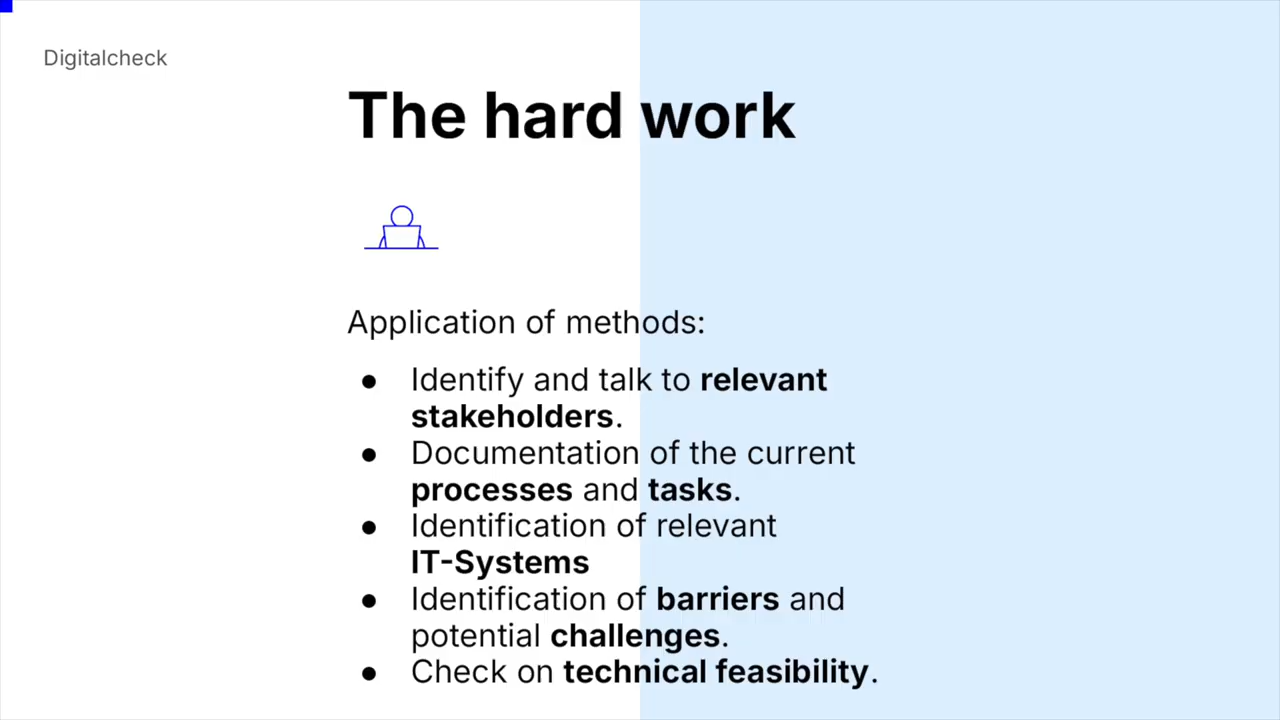 Digitalcheck
The hard work
Application of methods:
● Identify and talk to relevant
stakeholders.
● Documentation of the current
processes and tasks.
● Identification of relevant
IT-Systems
● Identification of barriers and
potential challenges.
● Check on technical feasibility.